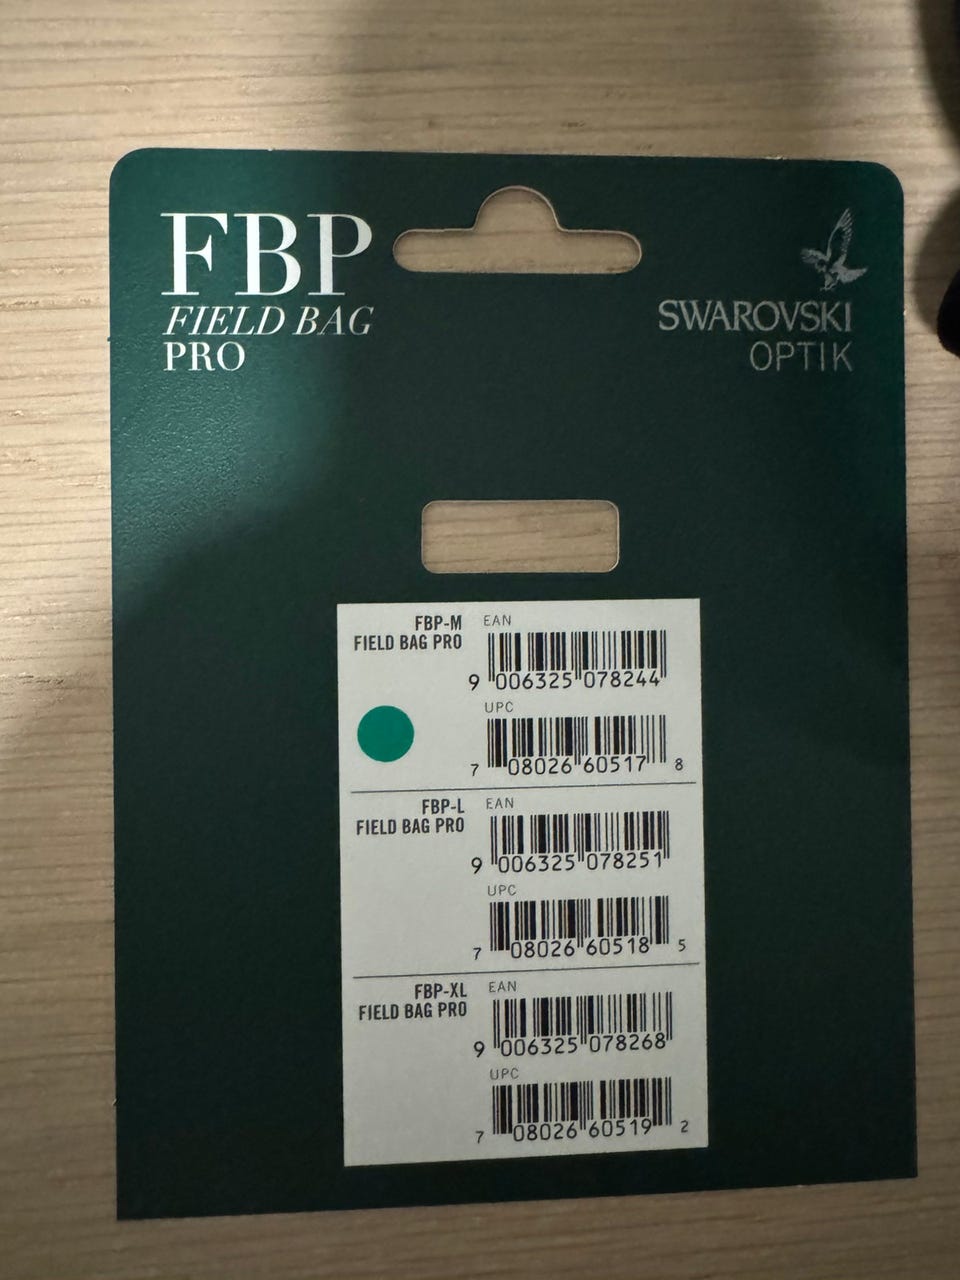 FBP
FIELD BAG
PRO
SWAROVSKI
OPTIK
FBP-M
FIELD BAG PRO
EAN
9 006325 078244
UPC
7 08026 60517 8
FBP-L
FIELD BAG PRO
EAN
9 006325 078251
UPC
7 08026 60518 5
FBP-XL
FIELD BAG PRO
EAN
9 006325 078268
UPC
7 08026 60519 2